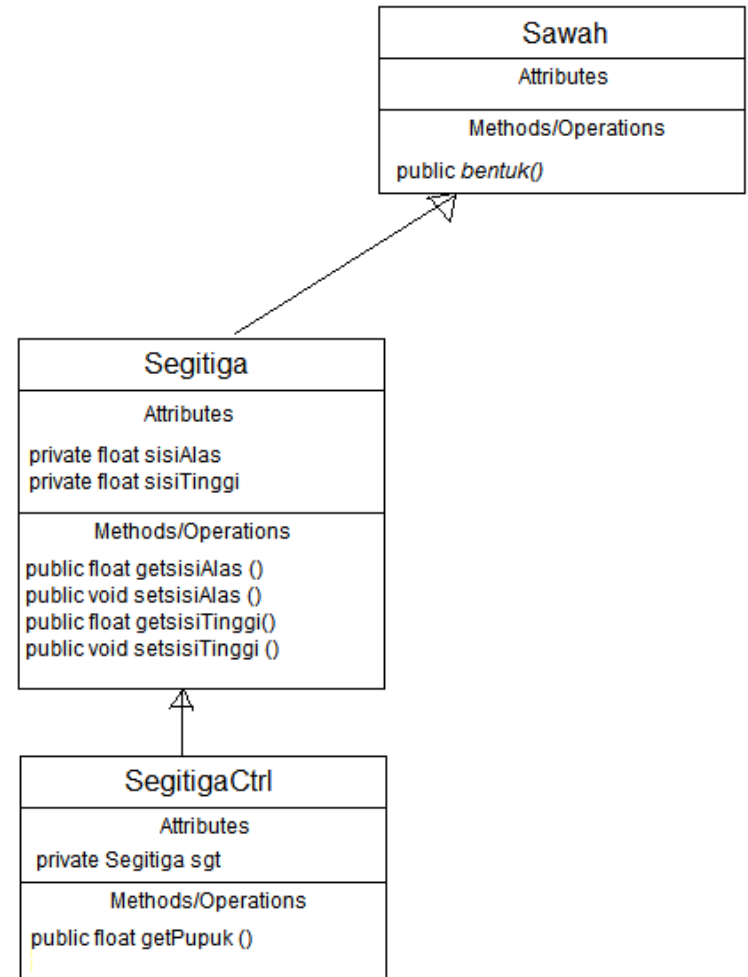 Sawah
Attributes
Methods/Operations
public bentuk()
Segitiga
Attributes
private float sisiAlas
private float sisiTinggi
Methods/Operations
public float getsisiAlas ()
public void setsisiAlas ()
public float getsisiTinggi()
public void setsisiTinggi ()
SegitigaCtrl
Attributes
private Segitiga sgt
Methods/Operations
public float getPupuk ()